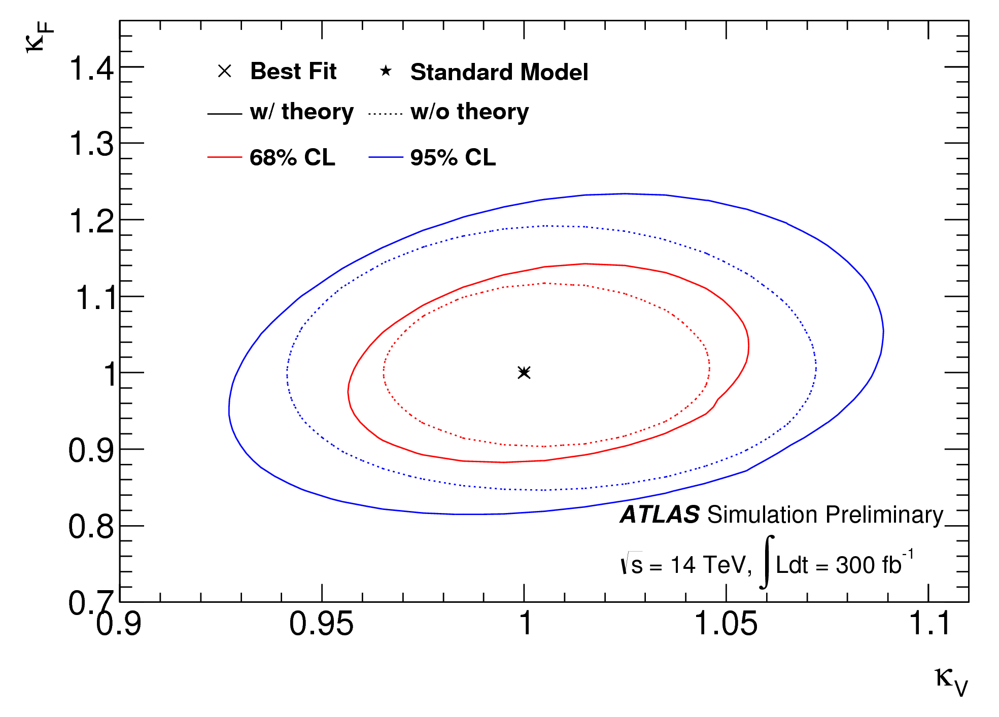 κF
1.4
1.3
1.2
1.1
1
0.9
0.8
0.7
× Best Fit ★ Standard Model
w/ theory w/o theory
68% CL 95% CL
ATLAS Simulation Preliminary
√s = 14 TeV, ∫Ldt = 300 fb⁻¹
0.9 0.95 1 1.05 1.1
κV